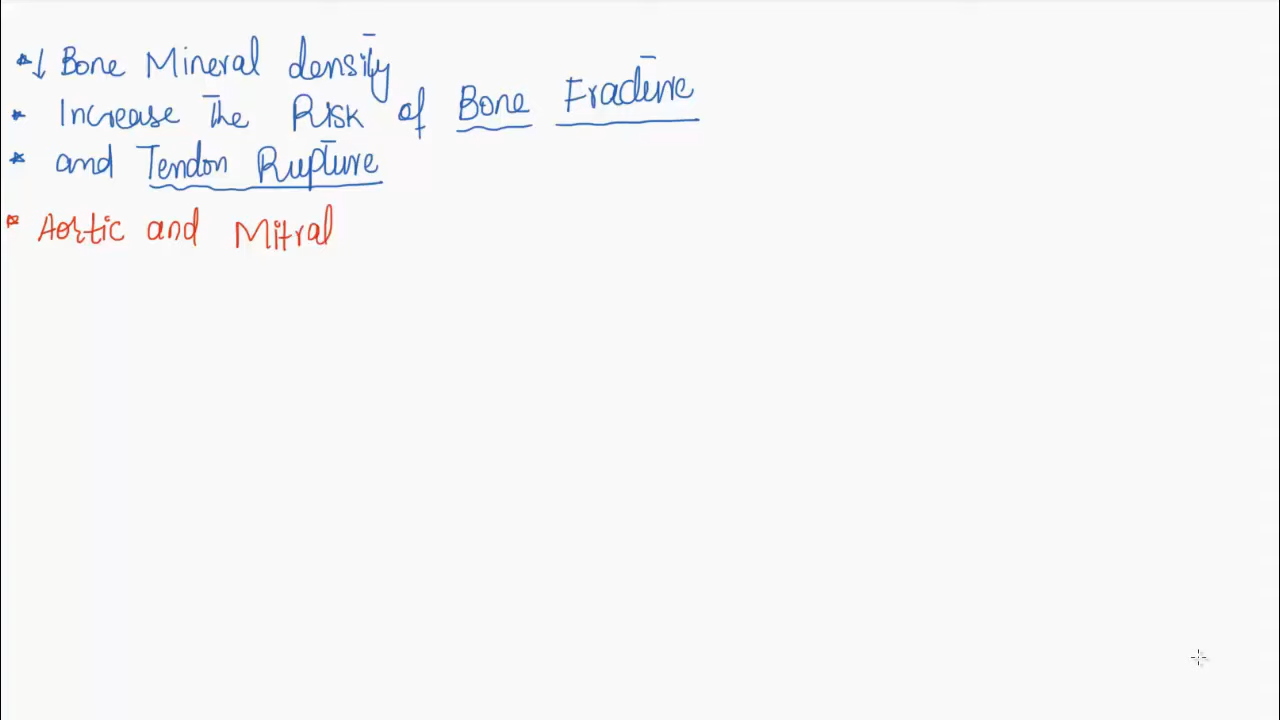 * ↓ Bone Mineral density
* Increase The Risk of Bone Fracture
* and Tendon Rupture
* Aortic and Mitral